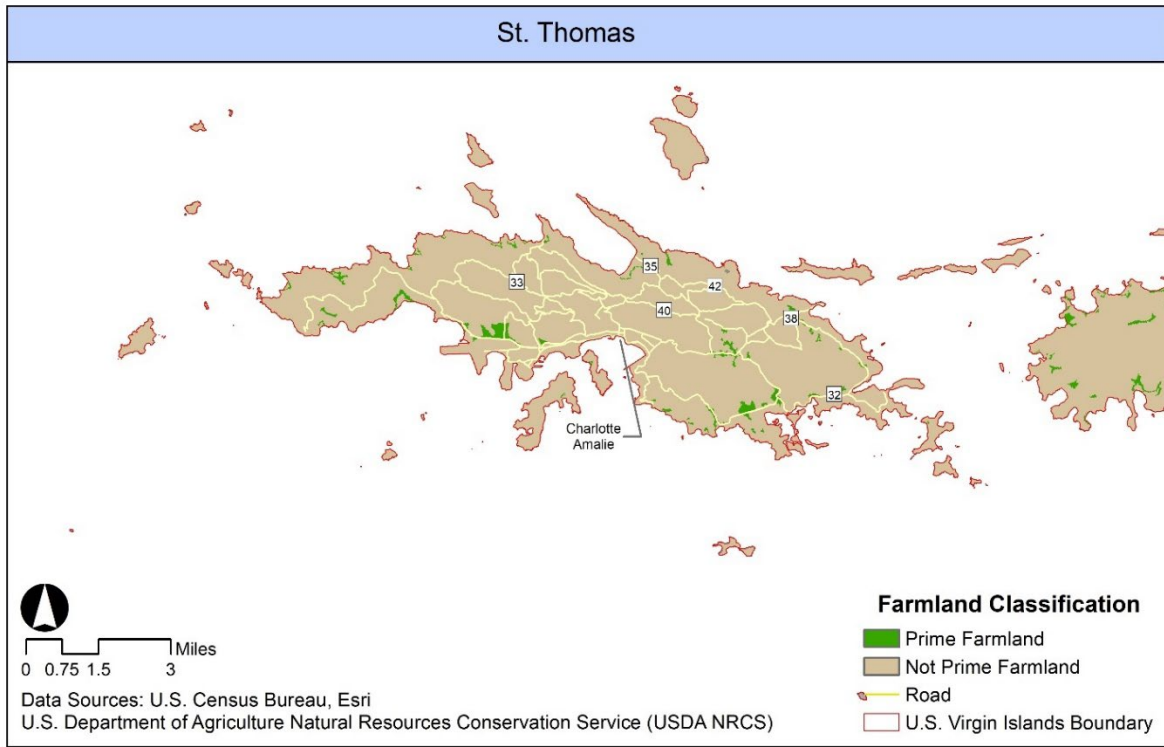 St. Thomas
35
33
42
40
38
32
Charlotte
Amalie
Miles
0 0.75 1.5 3
Data Sources: U.S. Census Bureau, Esri
U.S. Department of Agriculture Natural Resources Conservation Service (USDA NRCS)
Farmland Classification
Prime Farmland
Not Prime Farmland
Road
U.S. Virgin Islands Boundary